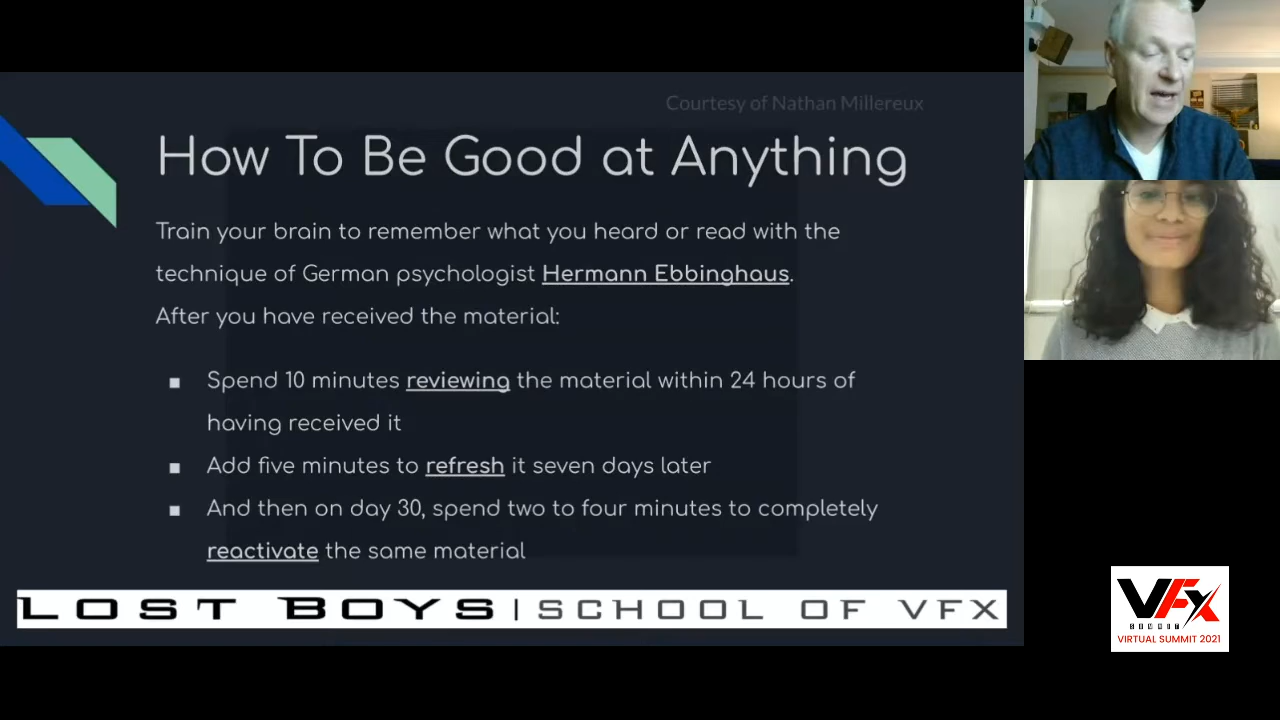 Courtesy of Nathan Millereux
How To Be Good at Anything
Train your brain to remember what you heard or read with the
technique of German psychologist Hermann Ebbinghaus.
After you have received the material:
■ Spend 10 minutes reviewing the material within 24 hours of
having received it
■ Add five minutes to refresh it seven days later
■ And then on day 30, spend two to four minutes to completely
reactivate the same material
LOST BOYS | SCHOOL OF VFX
VFX
SUMMIT
VIRTUAL SUMMIT 2021